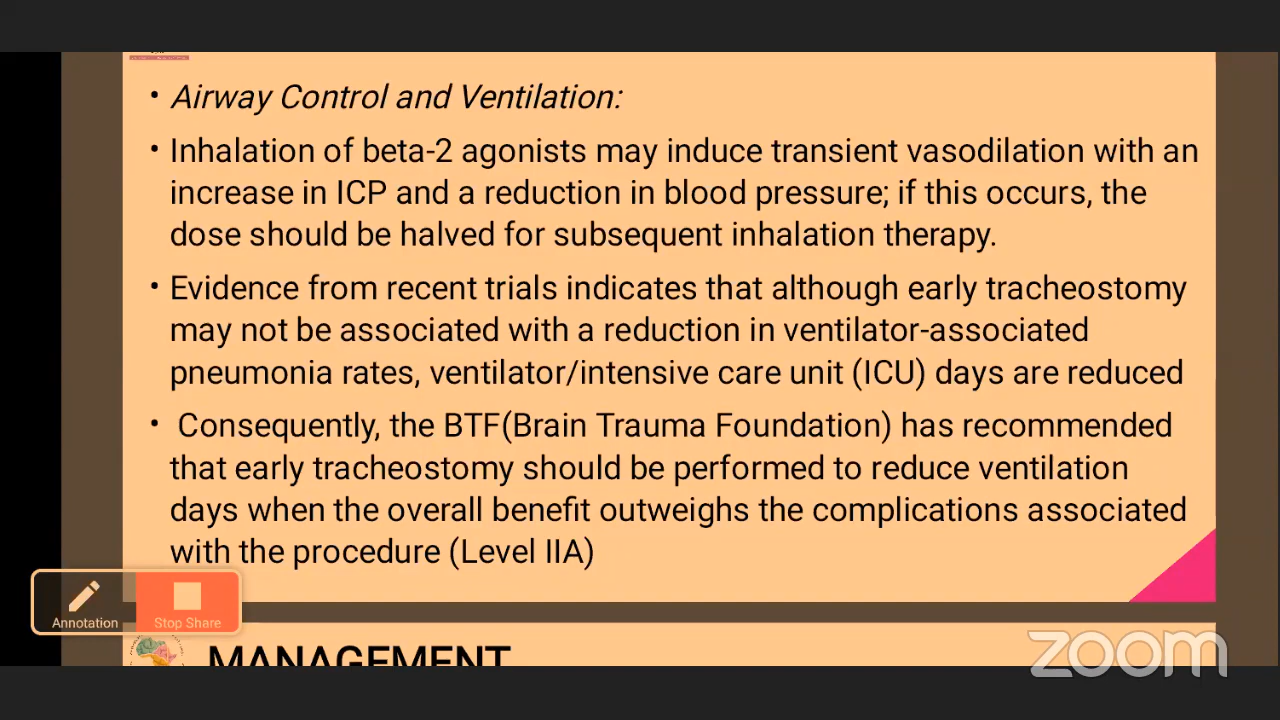 • Airway Control and Ventilation:
• Inhalation of beta-2 agonists may induce transient vasodilation with an
increase in ICP and a reduction in blood pressure; if this occurs, the
dose should be halved for subsequent inhalation therapy.
• Evidence from recent trials indicates that although early tracheostomy
may not be associated with a reduction in ventilator-associated
pneumonia rates, ventilator/intensive care unit (ICU) days are reduced
• Consequently, the BTF(Brain Trauma Foundation) has recommended
that early tracheostomy should be performed to reduce ventilation
days when the overall benefit outweighs the complications associated
with the procedure (Level IIA)
Annotation
Stop Share
MANAGEMENT
zoom